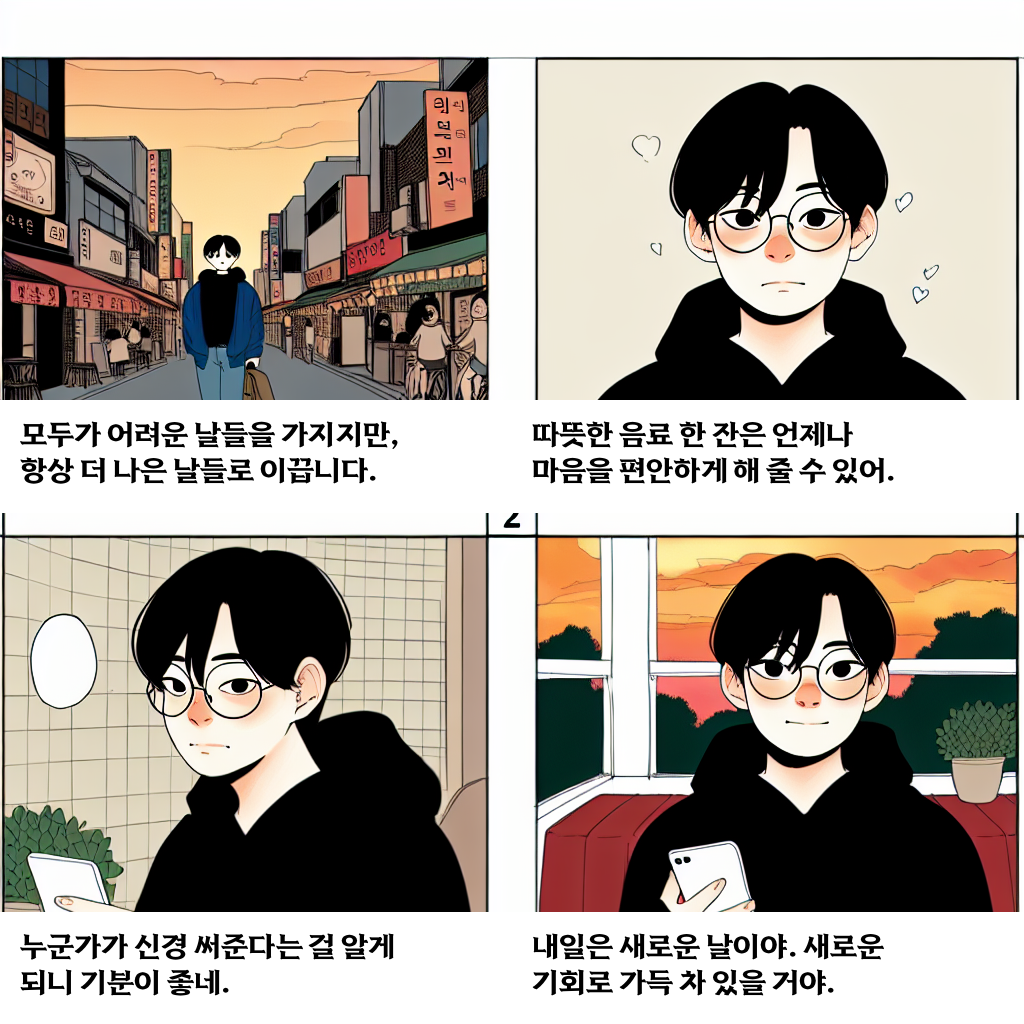 모두가 어려운 날들을 가지지만,
항상 더 나은 날들로 이끕니다.
따뜻한 음료 한 잔은 언제나
마음을 편안하게 해 줄 수 있어.
2
누군가가 신경 써준다는 걸 알게
되니 기분이 좋네.
내일은 새로운 날이야. 새로운
기회로 가득 차 있을 거야.